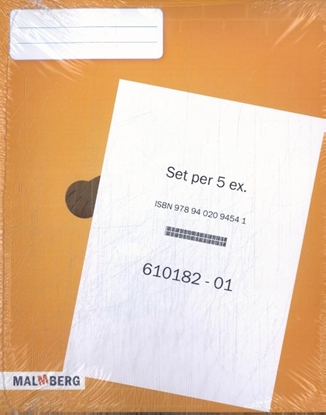 Set per 5 ex.
ISBN 978 94 020 9454 1
610182 - 01
MALMBERG